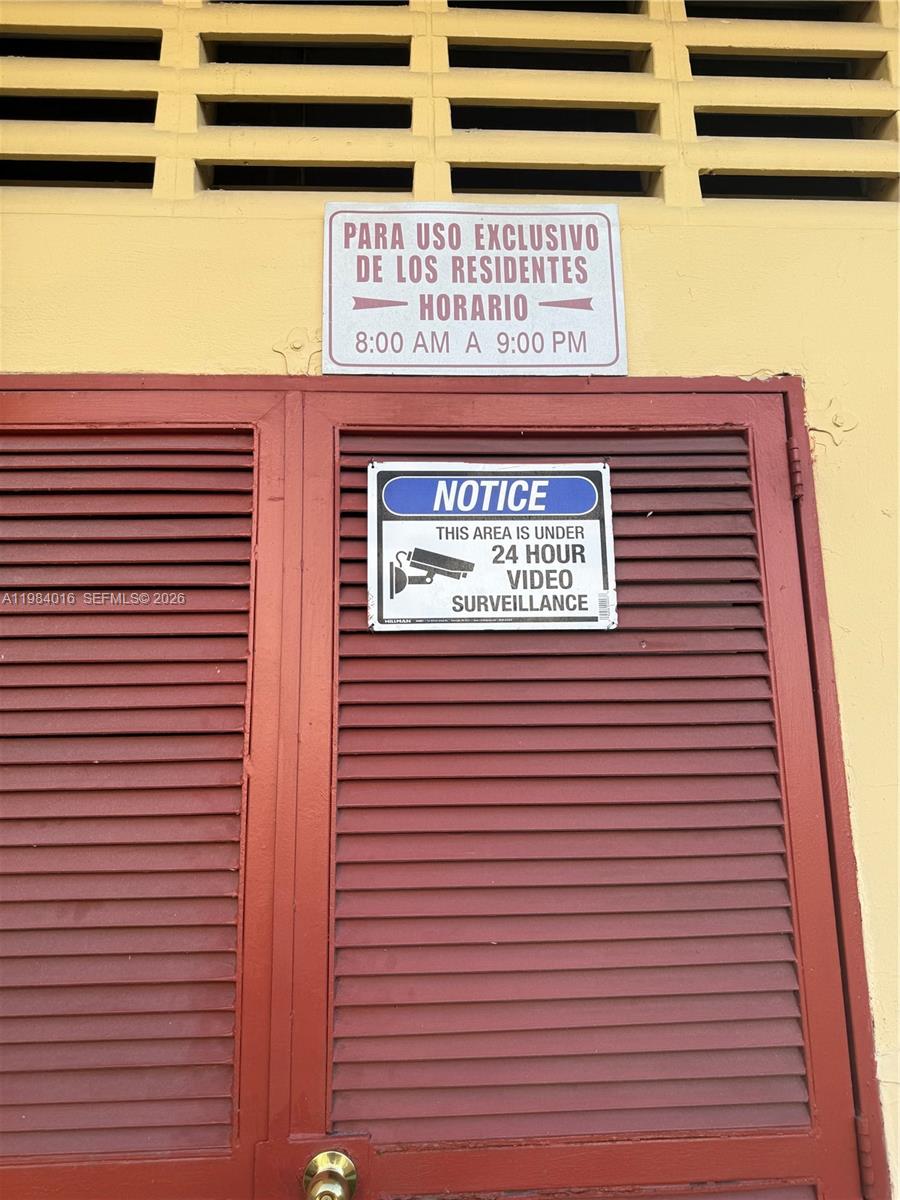 PARA USO EXCLUSIVO
DE LOS RESIDENTES
HORARIO
8:00 AM A 9:00 PM
NOTICE
THIS AREA IS UNDER
24 HOUR
VIDEO
SURVEILLANCE
HILLMAN
A11984016 SEFMLS© 2026